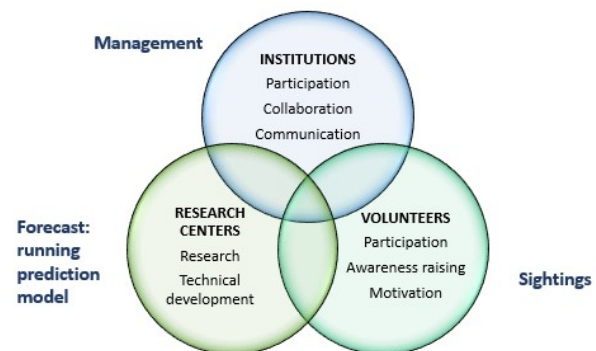 Management
INSTITUTIONS
Participation
Collaboration
Communication
RESEARCH
CENTERS
Research
Technical
development
VOLUNTEERS
Participation
Awareness raising
Motivation
Forecast:
running
prediction
model
Sightings